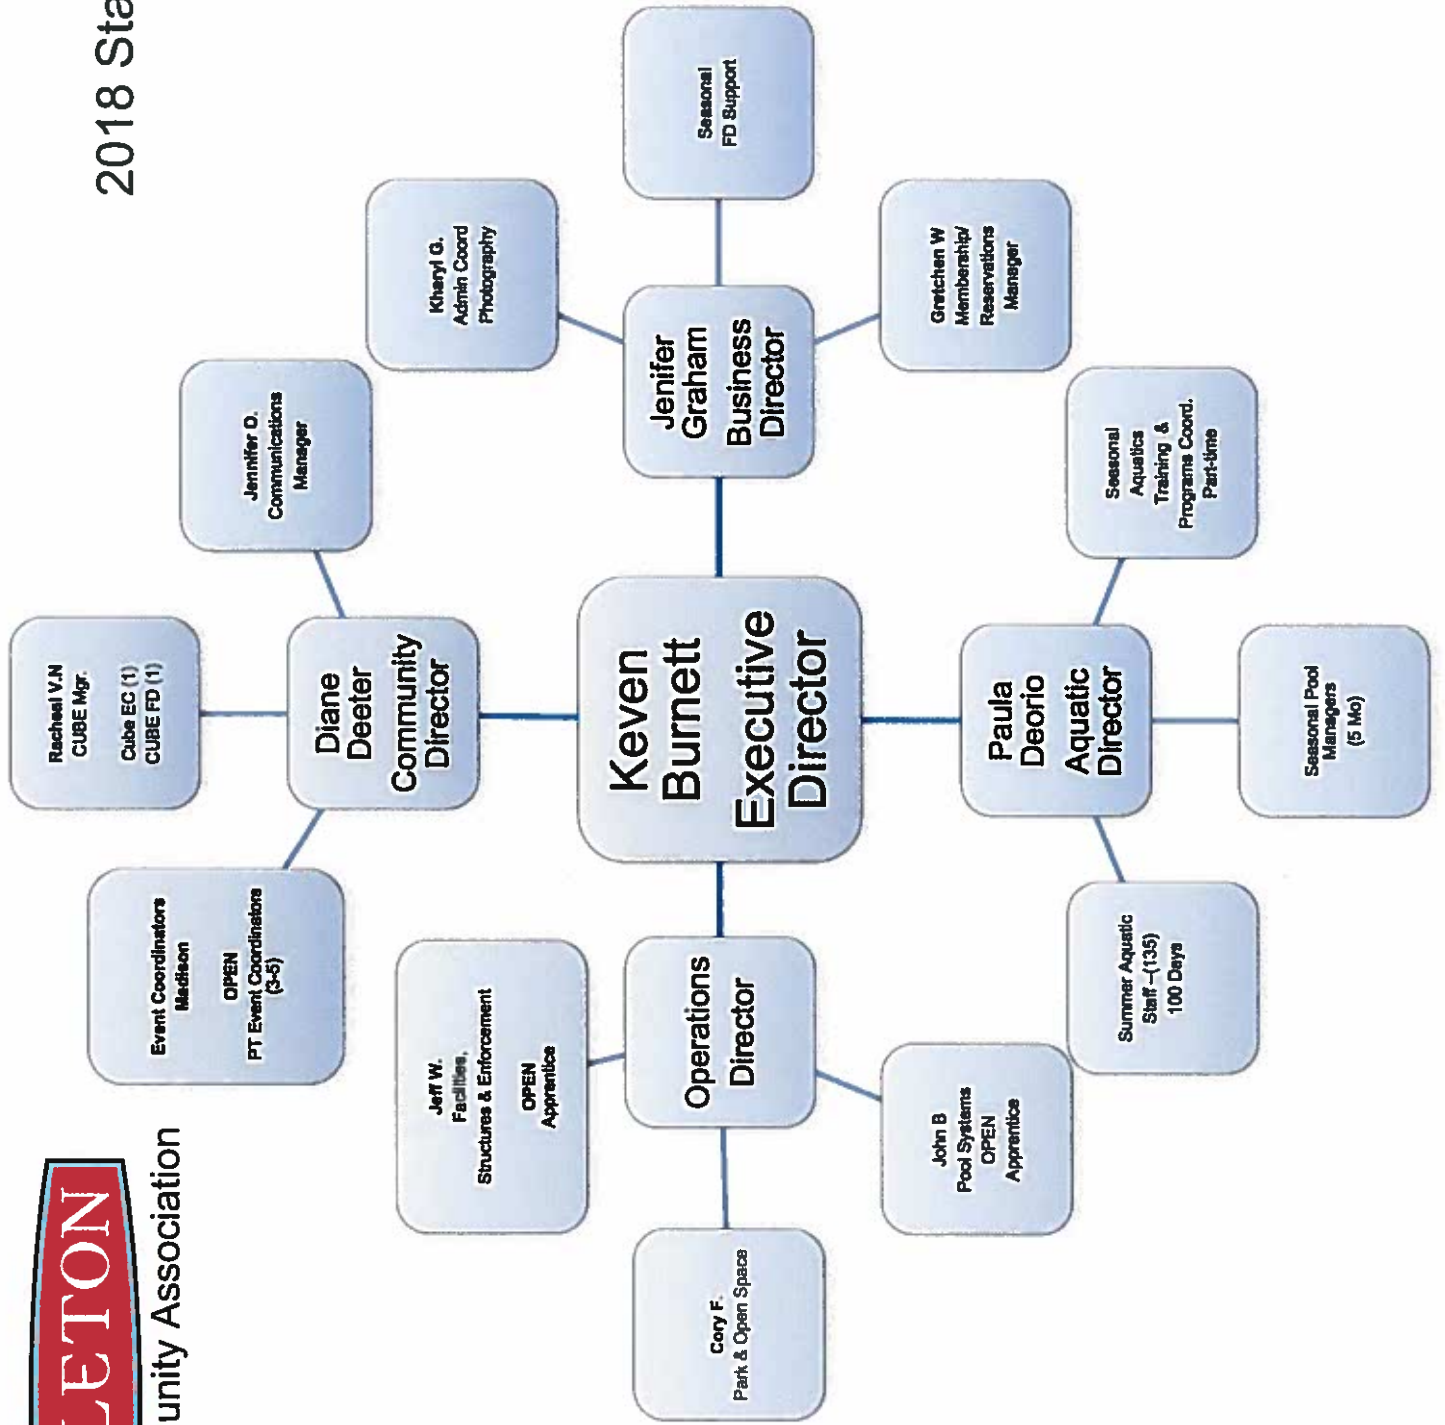 LETON
unity Association
2018 Sta
Event Coordinators
Madison
OPEN
PT Event Coordinators
(3-5)
Racheal V.N
CUBE Mgr.
Cube EC (1)
CUBE FD (1)
Jennifer O.
Communications
Manager
Diane
Deeter
Community
Director
Jeff W.
Facilities,
Structures & Enforcement
OPEN
Apprentice
Kheryl G.
Admin Coord
Photography
Cory F.
Park & Open Space
Operations
Director
Keven
Burnett
Executive
Director
Jenifer
Graham
Business
Director
Seasonal
FD Support
John B
Pool Systems
OPEN
Apprentice
Gretchen W
Membership/
Reservations
Manager
Paula
Deorio
Aquatic
Director
Summer Aquatic
Staff –(135)
100 Days
Seasonal
Aquatics
Training &
Programs Coord.
Part-time
Seasonal Pool
Managers
(5 Mo)